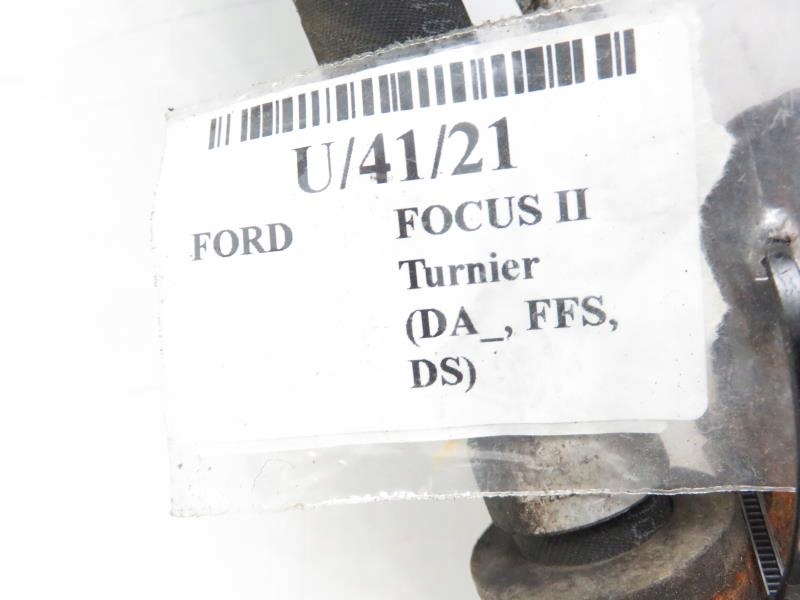 U/41/21
FORD
FOCUS II
Turnier
(DA_, FFS,
DS)